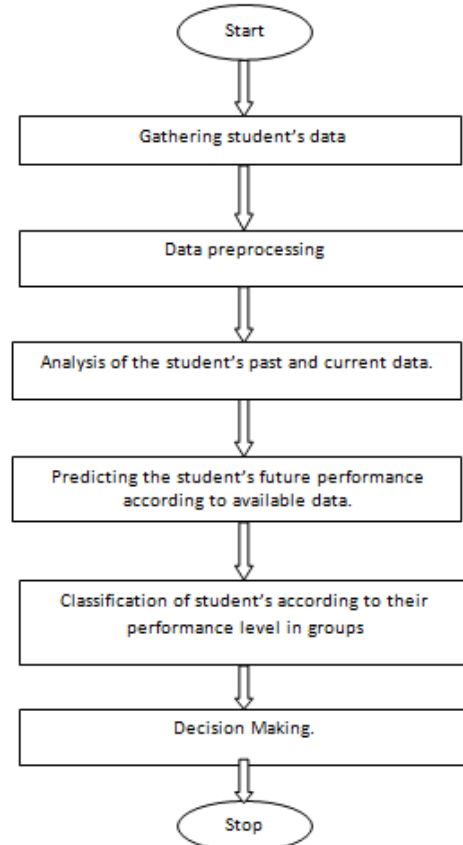 Start
Gathering student's data
Data preprocessing
Analysis of the student's past and current data.
Predicting the student's future performance
according to available data.
Classification of student's according to their
performance level in groups
Decision Making.
Stop